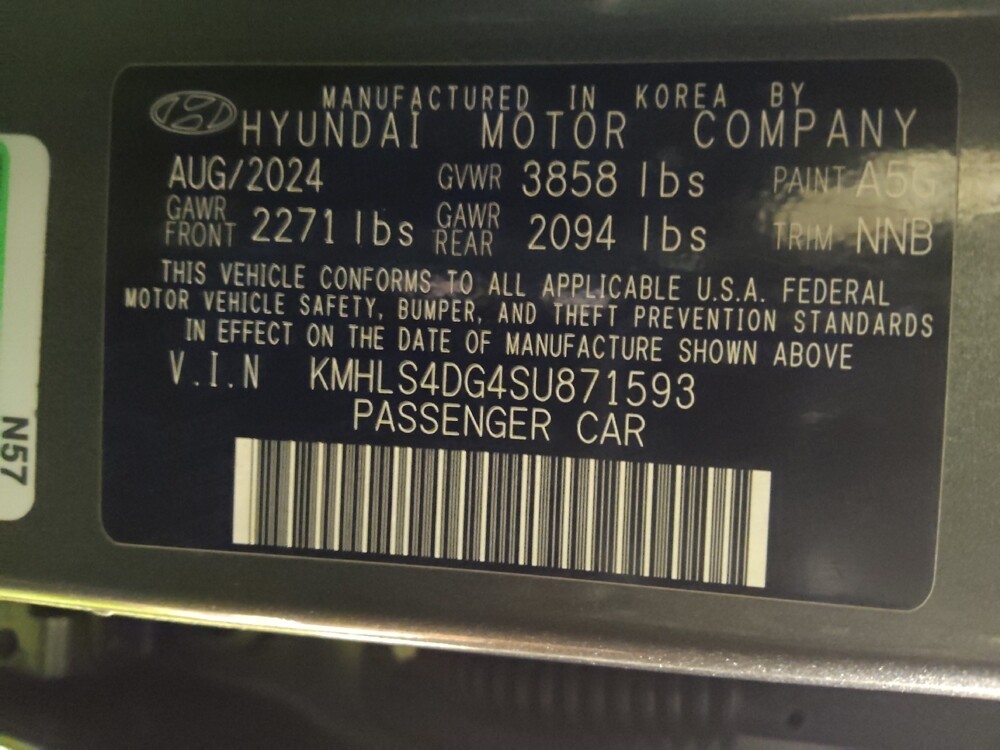 MANUFACTURED IN KOREA BY
HYUNDAI MOTOR COMPANY
AUG/2024 GVWR 3858 lbs PAINT A5G
GAWR FRONT 2271 lbs GAWR REAR 2094 lbs TRIM NNB
THIS VEHICLE CONFORMS TO ALL APPLICABLE U.S.A. FEDERAL
MOTOR VEHICLE SAFETY, BUMPER, AND THEFT PREVENTION STANDARDS
IN EFFECT ON THE DATE OF MANUFACTURE SHOWN ABOVE
V.I.N KMHLS4DG4SU871593
PASSENGER CAR
N57